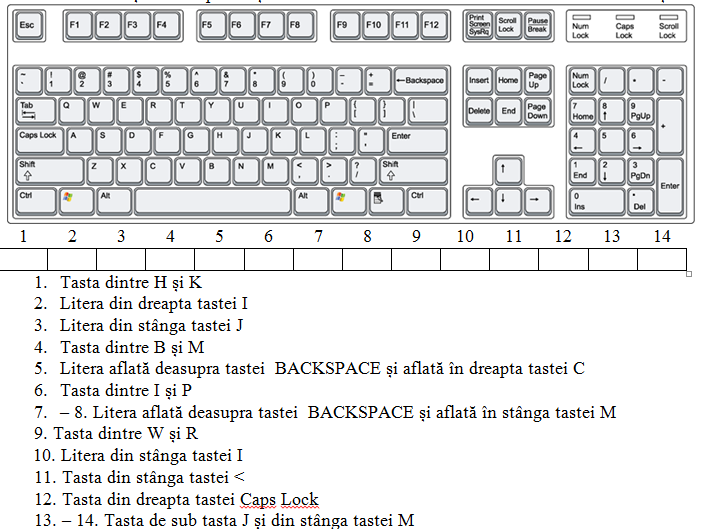 Esc F1 F2 F3 F4 F5 F6 F7 F8 F9 F10 F11 F12 Print Screen SysRq Scroll Lock Pause Break Num Lock Caps Lock Scroll Lock
~ ` ! 1 @ 2 # 3 $ 4 % 5 ^ 6 & 7 * 8 ( 9 ) 0 - + = ←Backspace Insert Home Page Up Num Lock / * -
Tab Q W E R T Y U I O P { [ } ] | \ Delete End Page Down 7 Home 8 ↑ 9 PgUp +
Caps Lock A S D F G H J K L : ; " ' Enter 4 ← 5 6 →
Shift Z X C V B N M < , > . ? / Shift ↑ 1 End 2 ↓ 3 PgDn Enter
Ctrl Alt Alt Ctrl ← ↓ → 0 Ins . Del
1 2 3 4 5 6 7 8 9 10 11 12 13 14
1. Tasta dintre H și K
2. Litera din dreapta tastei I
3. Litera din stânga tastei J
4. Tasta dintre B și M
5. Litera aflată deasupra tastei BACKSPACE și aflată în dreapta tastei C
6. Tasta dintre I și P
7. – 8. Litera aflată deasupra tastei BACKSPACE și aflată în stânga tastei M
9. Tasta dintre W și R
10. Litera din stânga tastei I
11. Tasta din stânga tastei <
12. Tasta din dreapta tastei Caps Lock
13. – 14. Tasta de sub tasta J și din stânga tastei M